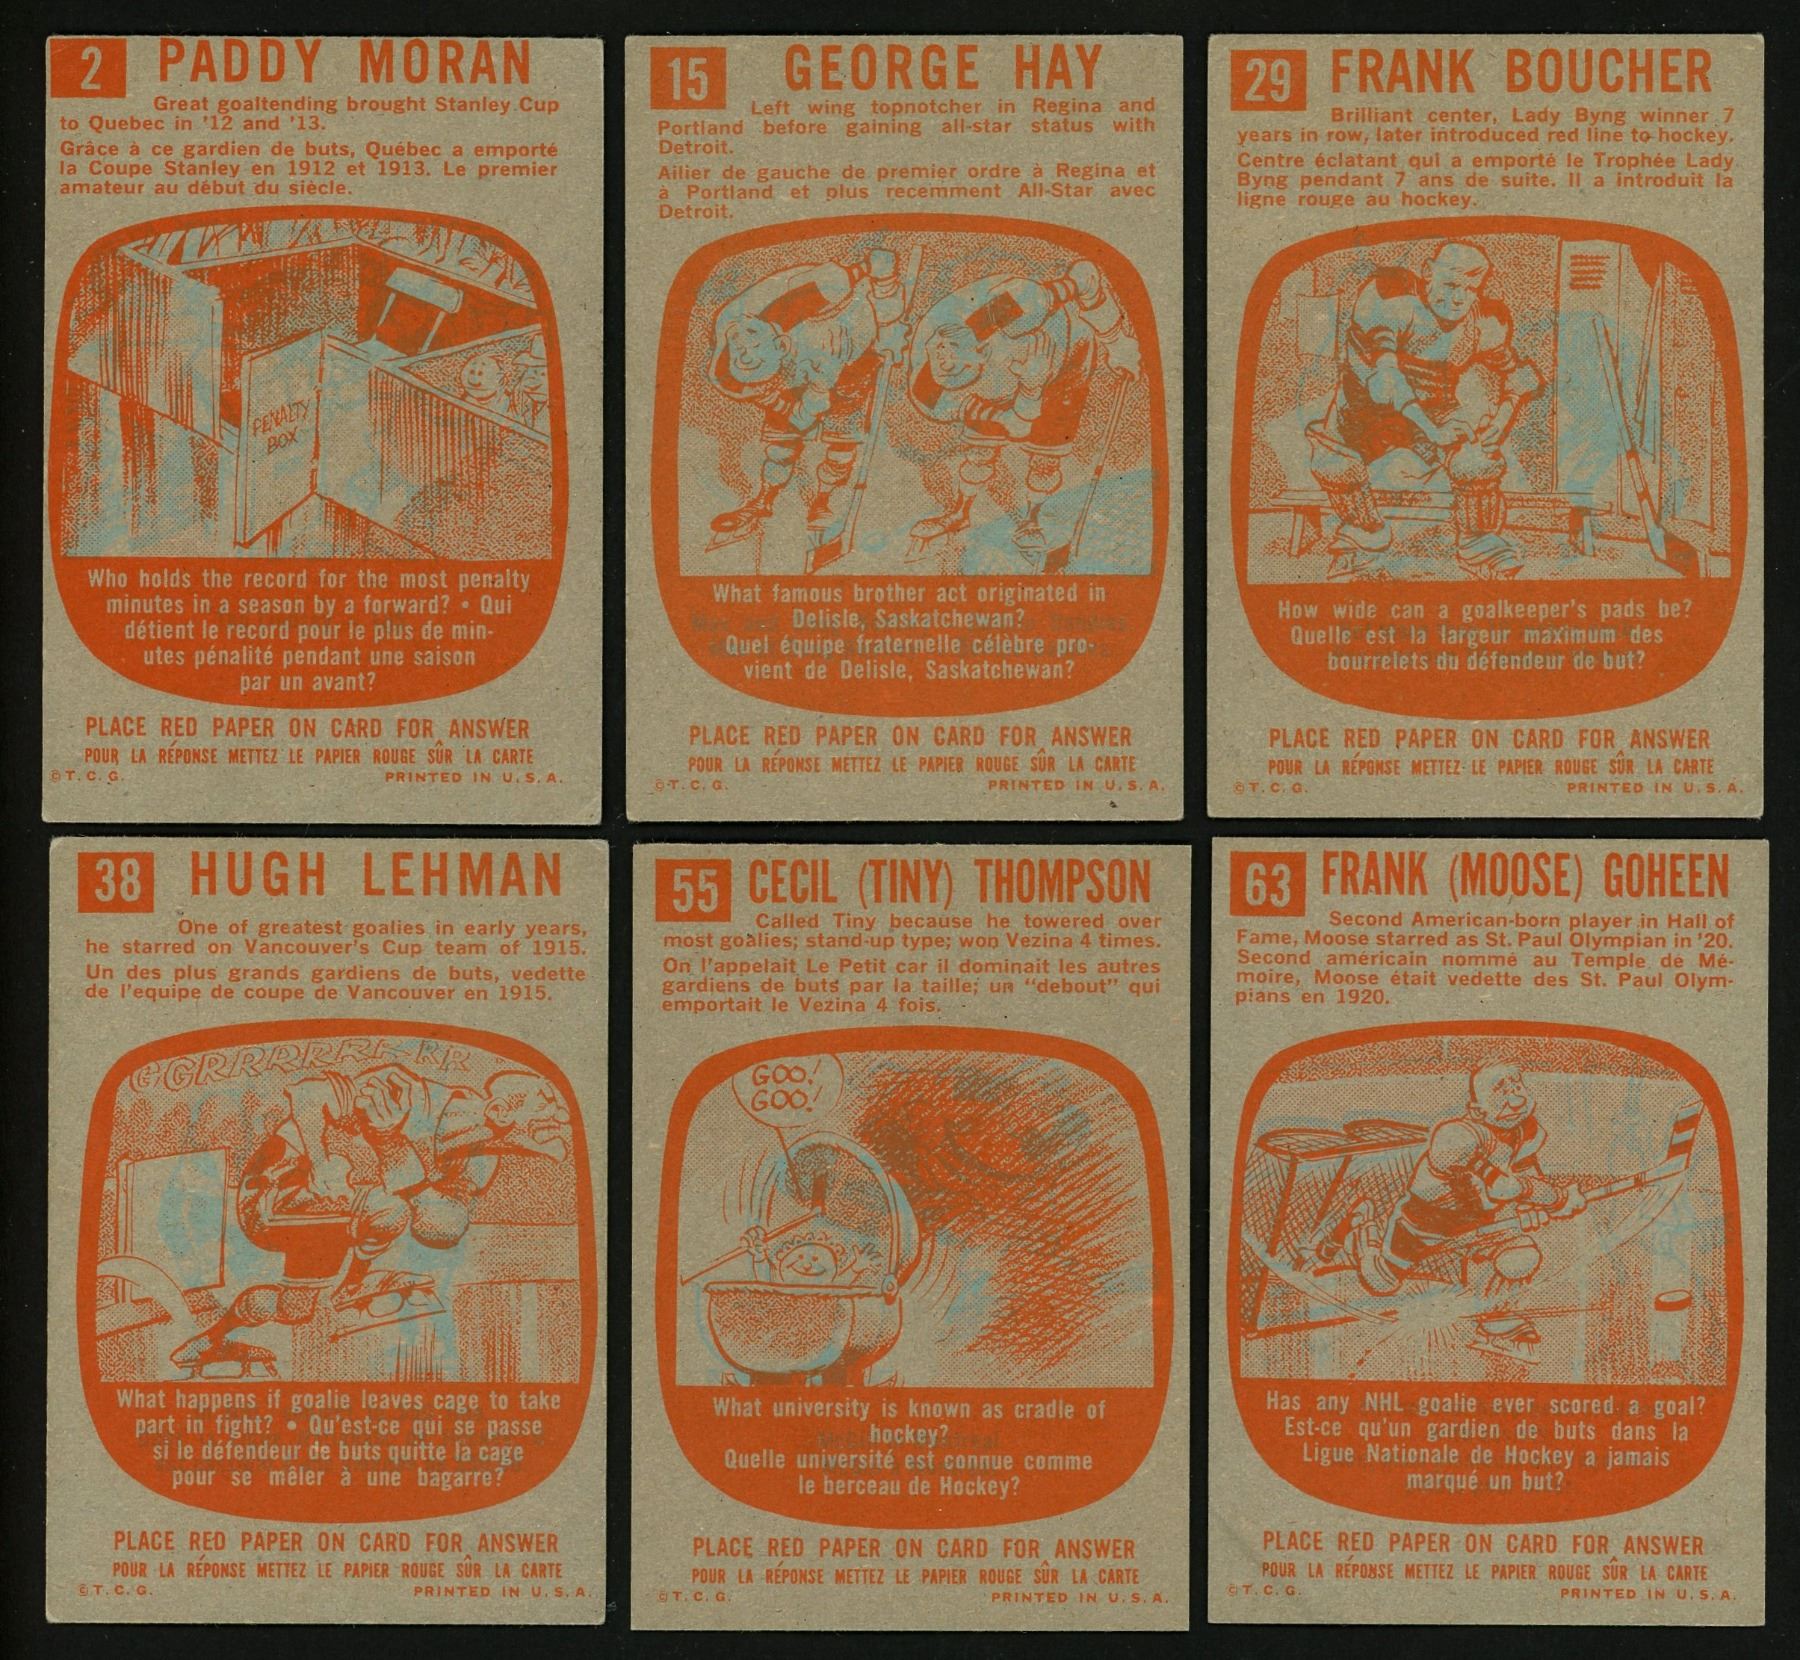 2 PADDY MORAN
Great goaltending brought Stanley Cup
to Quebec in '12 and '13.
Grâce à ce gardien de buts, Québec a emporté
la Coupe Stanley en 1912 et 1913. Le premier
amateur au début du siècle.
PENALTY
BOX
Who holds the record for the most penalty
minutes in a season by a forward? • Qui
détient le record pour le plus de min-
utes pénalité pendant une saison
par un avant?
PLACE RED PAPER ON CARD FOR ANSWER
POUR LA RÉPONSE METTEZ LE PAPIER ROUGE SÛR LA CARTE
©T.C.G. PRINTED IN U.S.A.
15 GEORGE HAY
Left wing topnotcher in Regina and
Portland before gaining all-star status with
Detroit.
Ailier de gauche de premier ordre à Regina et
à Portland et plus recemment All-Star avec
Detroit.
What famous brother act originated in
Delisle, Saskatchewan?
Quel équipe fraternelle célèbre pro-
vient de Delisle, Saskatchewan?
PLACE RED PAPER ON CARD FOR ANSWER
POUR LA RÉPONSE METTEZ LE PAPIER ROUGE SÛR LA CARTE
©T.C.G. PRINTED IN U.S.A.
29 FRANK BOUCHER
Brilliant center, Lady Byng winner 7
years in row, later introduced red line to hockey.
Centre éclatant qui a emporté le Trophée Lady
Byng pendant 7 ans de suite. Il a introduit la
ligne rouge au hockey.
How wide can a goalkeeper's pads be?
Quelle est la largeur maximum des
bourrelets du défendeur de but?
PLACE RED PAPER ON CARD FOR ANSWER
POUR LA RÉPONSE METTEZ LE PAPIER ROUGE SÛR LA CARTE
©T.C.G. PRINTED IN U.S.A.
38 HUGH LEHMAN
One of greatest goalies in early years,
he starred on Vancouver's Cup team of 1915.
Un des plus grands gardiens de buts, vedette
de l'equipe de coupe de Vancouver en 1915.
GGRRRRRR-RR
What happens if goalie leaves cage to take
part in fight? • Qu'est-ce qui se passe
si le défendeur de buts quitte la cage
pour se mêler à une bagarre?
PLACE RED PAPER ON CARD FOR ANSWER
POUR LA RÉPONSE METTEZ LE PAPIER ROUGE SÛR LA CARTE
©T.C.G. PRINTED IN U.S.A.
55 CECIL (TINY) THOMPSON
Called Tiny because he towered over
most goalies; stand-up type; won Vezina 4 times.
On l'appelait Le Petit car il dominait les autres
gardiens de buts par la taille; un "debout" qui
emportait le Vezina 4 fois.
GOO!
GOO!
What university is known as cradle of
hockey?
Quelle université est connue comme
le berceau de Hockey?
PLACE RED PAPER ON CARD FOR ANSWER
POUR LA RÉPONSE METTEZ LE PAPIER ROUGE SÛR LA CARTE
©T.C.G. PRINTED IN U.S.A.
63 FRANK (MOOSE) GOHEEN
Second American-born player in Hall of
Fame, Moose starred as St. Paul Olympian in '20.
Second américain nommé au Temple de Mé-
moire, Moose était vedette des St. Paul Olym-
pians en 1920.
Has any NHL goalie ever scored a goal?
Est-ce qu'un gardien de buts dans la
Ligue Nationale de Hockey a jamais
marqué un but?
PLACE RED PAPER ON CARD FOR ANSWER
POUR LA RÉPONSE METTEZ LE PAPIER ROUGE SÛR LA CARTE
©T.C.G. PRINTED IN U.S.A.